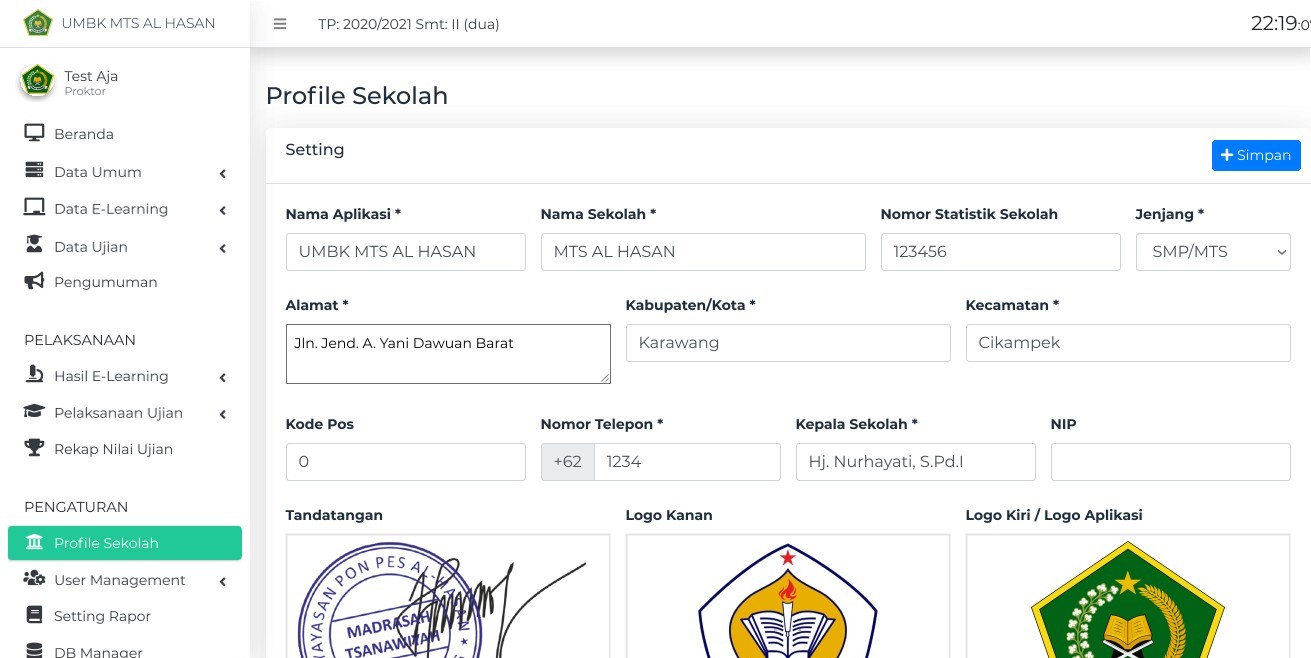 UMBK MTS AL HASAN
TP: 2020/2021 Smt: II (dua)
22:19:0
Test Aja
Proktor
Beranda
Data Umum
Data E-Learning
Data Ujian
Pengumuman
PELAKSANAAN
Hasil E-Learning
Pelaksanaan Ujian
Rekap Nilai Ujian
PENGATURAN
Profile Sekolah
User Management
Setting Rapor
DB Manager
Profile Sekolah
Setting
+ Simpan
Nama Aplikasi * Nama Sekolah * Nomor Statistik Sekolah Jenjang *
UMBK MTS AL HASAN MTS AL HASAN 123456 SMP/MTS
Alamat * Kabupaten/Kota * Kecamatan *
Jln. Jend. A. Yani Dawuan Barat Karawang Cikampek
Kode Pos Nomor Telepon * Kepala Sekolah * NIP
0 +62 1234 Hj. Nurhayati, S.Pd.I
Tandatangan Logo Kanan Logo Kiri / Logo Aplikasi
YAYASAN PON PES
MADRASAH
TSANAWIYAH